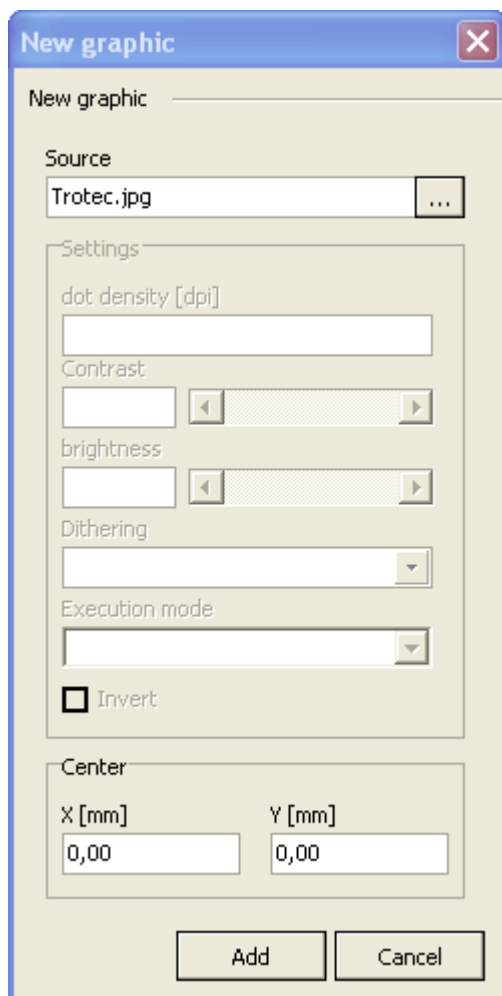 New graphic
New graphic
Source
Trotec.jpg ...
Settings
dot density [dpi]
Contrast
brightness
Dithering
Execution mode
Invert
Center
X [mm] Y [mm]
0,00 0,00
Add Cancel